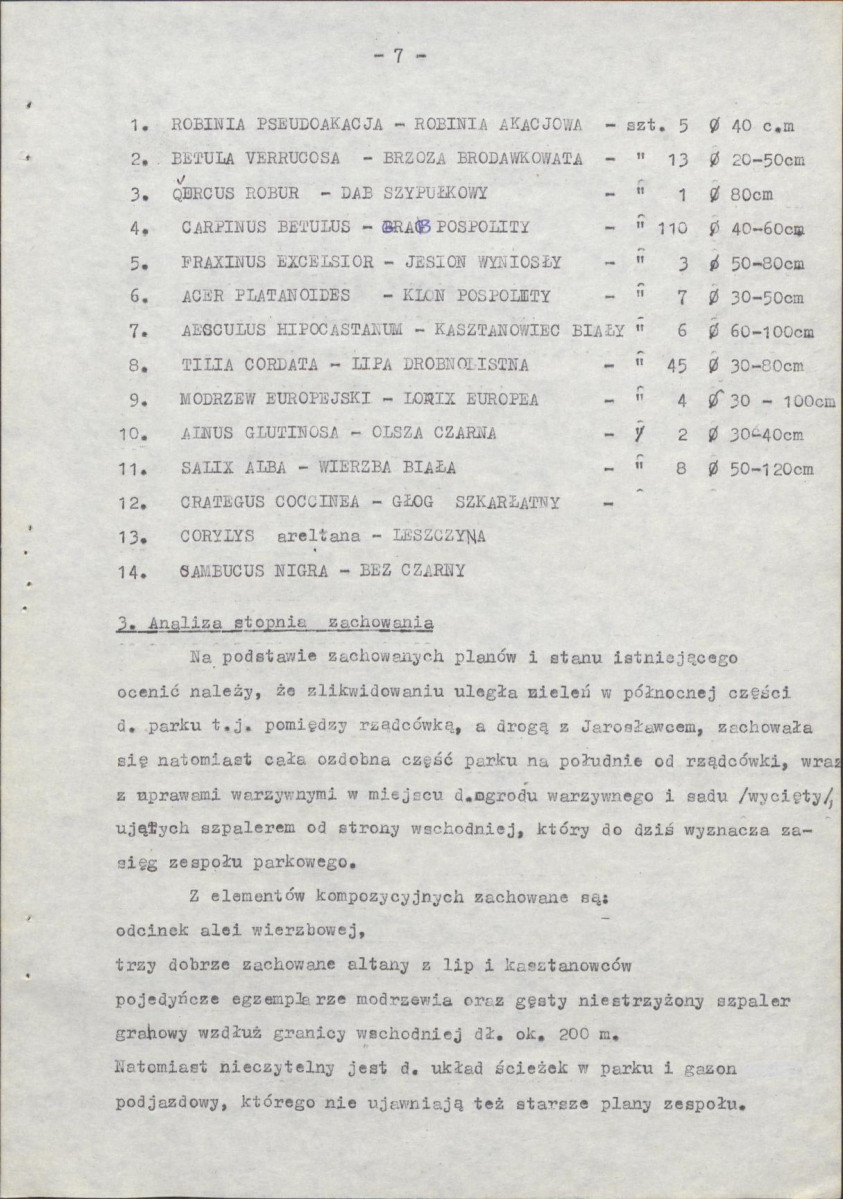 - 7 -
1. ROBINIA PSEUDOAKACJA - ROBINIA AKACJOWA - szt. 5 Ø 40 c.m
2. BETULA VERRUCOSA - BRZOZA BRODAWKOWATA - " 13 Ø 20-50cm
3. QERCUS ROBUR - DAB SZYPUŁKOWY - " 1 Ø 80cm
4. CARPINUS BETULUS - GRAB POSPOLITY - " 110 Ø 40-60cm
5. FRAXINUS EXCELSIOR - JESION WYNIOSŁY - " 3 Ø 50-80cm
6. ACER PLATANOIDES - KLON POSPOLITY - " 7 Ø 30-50cm
7. AESCULUS HIPOCASTANUM - KASZTANOWIEC BIAŁY " 6 Ø 60-100cm
8. TILIA CORDATA - LIPA DROBNOLISTNA - " 45 Ø 30-80cm
9. MODRZEW EUROPEJSKI - LORIX EUROPEA - " 4 Ø 30 - 100cm
10. AINUS GLUTINOSA - OLSZA CZARNA - " 2 Ø 30-40cm
11. SALIX ALBA - WIERZBA BIAŁA - " 8 Ø 50-120cm
12. CRATEGUS COCCINEA - GŁOG SZKARŁATNY -
13. CORYLYS areltana - LESZCZYNA
14. SAMBUCUS NIGRA - BEZ CZARNY
3. Analiza stopnia zachowania
Na podstawie zachowanych planów i stanu istniejącego
ocenić należy, że zlikwidowaniu uległa zieleń w północnej części
d. parku t.j. pomiędzy rządcówką, a drogą z Jarosławcem, zachowała
się natomiast cała ozdobna część parku na południe od rządcówki, wraz
z uprawami warzywnymi w miejscu d.ogrodu warzywnego i sadu /wycięty/,
ujątych szpalerem od strony wschodniej, który do dziś wyznacza za-
sięg zespołu parkowego.
Z elementów kompozycyjnych zachowane są:
odcinek alei wierzbowej,
trzy dobrze zachowane altany z lip i kasztanowców
pojedyńcze egzemplarze modrzewia oraz gęsty niestrzyżony szpaler
grabowy wzdłuż granicy wschodniej dł. ok. 200 m.
Natomiast nieczytelny jest d. układ ścieżek w parku i gazon
podjazdowy, którego nie ujawniają też starsze plany zespołu.